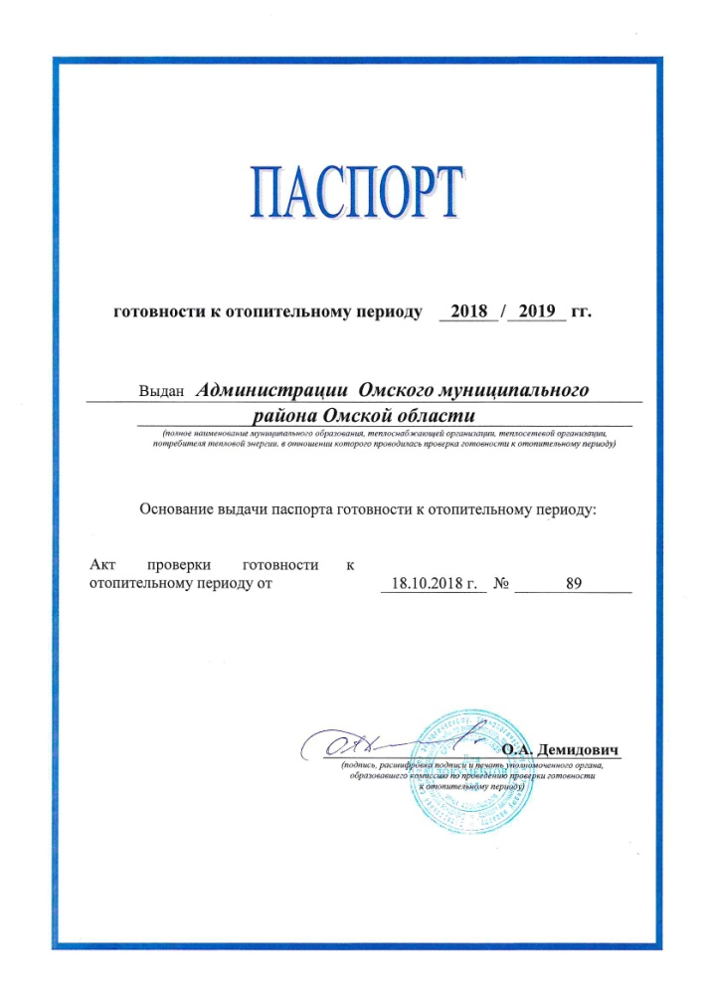 ПАСПОРТ
готовности к отопительному периоду 2018 / 2019 гг.
Выдан Администрации Омского муниципального
района Омской области
(полное наименование муниципального образования, теплоснабжающей организации, теплосетевой организации,
потребителя тепловой энергии, в отношении которого проводилась проверка готовности к отопительному периоду)
Основание выдачи паспорта готовности к отопительному периоду:
Акт проверки готовности к
отопительному периоду от 18.10.2018 г. № 89
О.А. Демидович
(подпись, расшифровка подписи и печать уполномоченного органа,
образовавшего комиссию по проведению проверки готовности
к отопительному периоду)